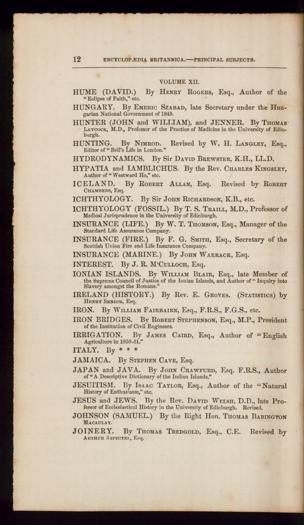 12 ENCYCLOPÆDIA BRITANNICA.—PRINCIPAL SUBJECTS.
VOLUME XII.
HUME (DAVID.) By HENRY ROGERS, Esq., Author of the
"Eclipse of Faith," etc.
HUNGARY. By EMERIC SZABAD, late Secretary under the Hun-
garian National Government of 1849.
HUNTER (JOHN and WILLIAM), and JENNER. By THOMAS
LAYCOCK, M.D., Professor of the Practice of Medicine in the University of Edin-
burgh.
HUNTING. By NIMROD. Revised by W. H. LANGLEY, Esq.,
Editor of "Bell's Life in London."
HYDRODYNAMICS. By Sir DAVID BREWSTER, K.H., LL.D.
HYPATIA and IAMBLICHUS. By the Rev. CHARLES KINGSLEY,
Author of "Westward Ho," etc.
ICELAND. By ROBERT ALLAN, Esq. Revised by ROBERT
CHAMBERS, Esq.
ICHTHYOLOGY. By Sir JOHN RICHARDSON, K.B., etc.
ICHTHYOLOGY (FOSSIL.) By T. S. TRAILL, M.D., Professor of
Medical Jurisprudence in the University of Edinburgh.
INSURANCE (LIFE.) By W. T. THOMSON, Esq., Manager of the
Standard Life Assurance Company.
INSURANCE (FIRE.) By F. G. SMITH, Esq., Secretary of the
Scottish Union Fire and Life Insurance Company.
INSURANCE (MARINE.) By JOHN WARRACK, Esq.
INTEREST. By J. R. M'CULLOCH, Esq.
IONIAN ISLANDS. By WILLIAM BLAIR, Esq., late Member of
the Supreme Council of Justice of the Ionian Islands, and Author of "Inquiry into
Slavery amongst the Romans."
IRELAND (HISTORY.) By Rev. E. GROVES. (STATISTICS) by
HENRY SENIOR, Esq.
IRON. By WILLIAM FAIRBAIRN, Esq., F.R.S., F.G.S., etc.
IRON BRIDGES. By ROBERT STEPHENSON, Esq., M.P., President
of the Institution of Civil Engineers.
IRRIGATION. By JAMES CAIRD, Esq., Author of "English
Agriculture in 1850-51."
ITALY. By * * *
JAMAICA. By STEPHEN CAVE, Esq.
JAPAN and JAVA. By JOHN CRAWFURD, Esq. F.R.S., Author
of "A Descriptive Dictionary of the Indian Islands."
JESUITISM. By ISAAC TAYLOR, Esq., Author of the "Natural
History of Enthusiasm," etc.
JESUS and JEWS. By the Rev. DAVID WELSH, D.D., late Pro-
fessor of Ecclesiastical History in the University of Edinburgh. Revised.
JOHNSON (SAMUEL.) By the Right Hon. THOMAS BABINGTON
MACAULAY.
JOINERY. By THOMAS TREDGOLD, Esq., C.E. Revised by
ARTHUR ASHPITEL, Esq.